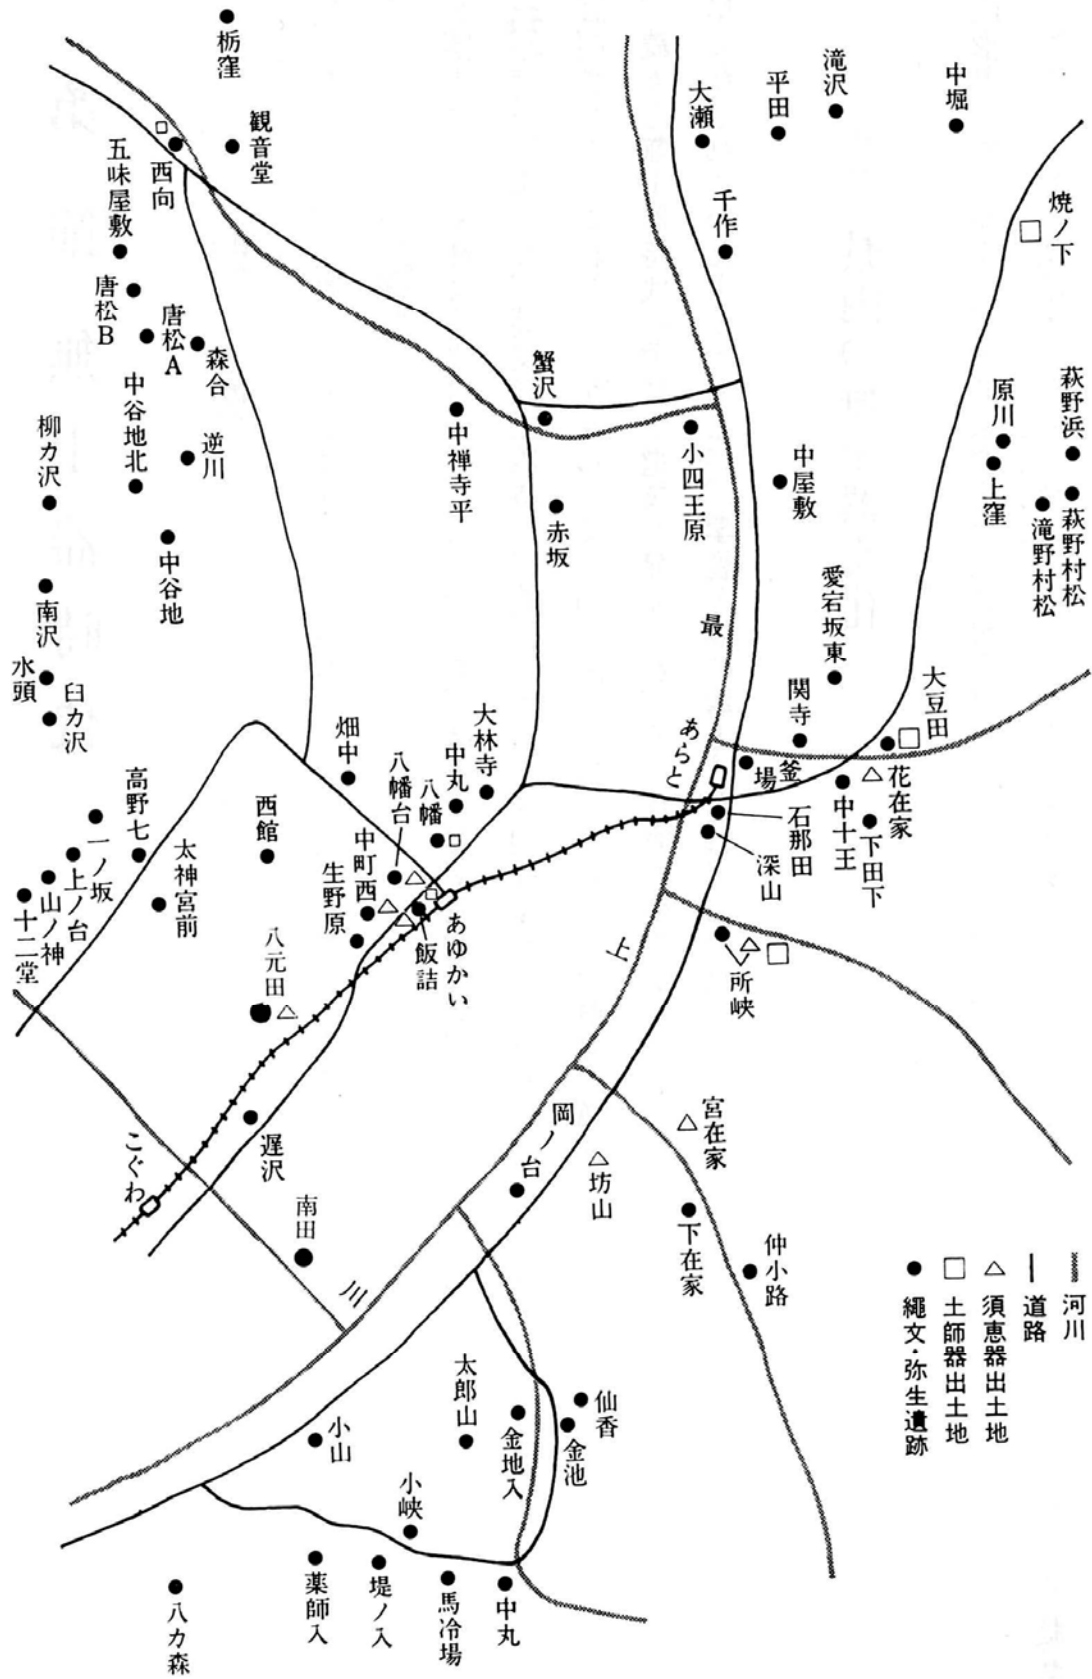 栃窪
観音堂
西向
五味屋敷
唐松B
唐松A
森合
中谷地北
逆川
柳カ沢
中谷地
南沢
水頭
臼カ沢
高野七
一ノ坂
上ノ台
山ノ神
十二堂
太神宮前
西館
八元田
畑中
八幡台
八幡
中丸
大林寺
中町西
生野原
飯詰
あゆかい
遅沢
こぐわ
南田
中禅寺平
蟹沢
赤坂
小四王原
大瀬
平田
滝沢
中堀
千作
焼ノ下
中屋敷
原川
上窪
萩野浜
萩野村松
滝野村松
愛宕坂東
関寺
大豆田
花在家
釜場
中十王
下田下
石那田
深山
あらと
所峡
最
上
川
岡ノ台
坊山
宮在家
下在家
仲小路
太郎山
金地入
仙香
金池
小山
小峡
薬師入
堤ノ入
馬冷場
中丸
八カ森
河川
道路
△須恵器出土地
□土師器出土地
●縄文・弥生遺跡